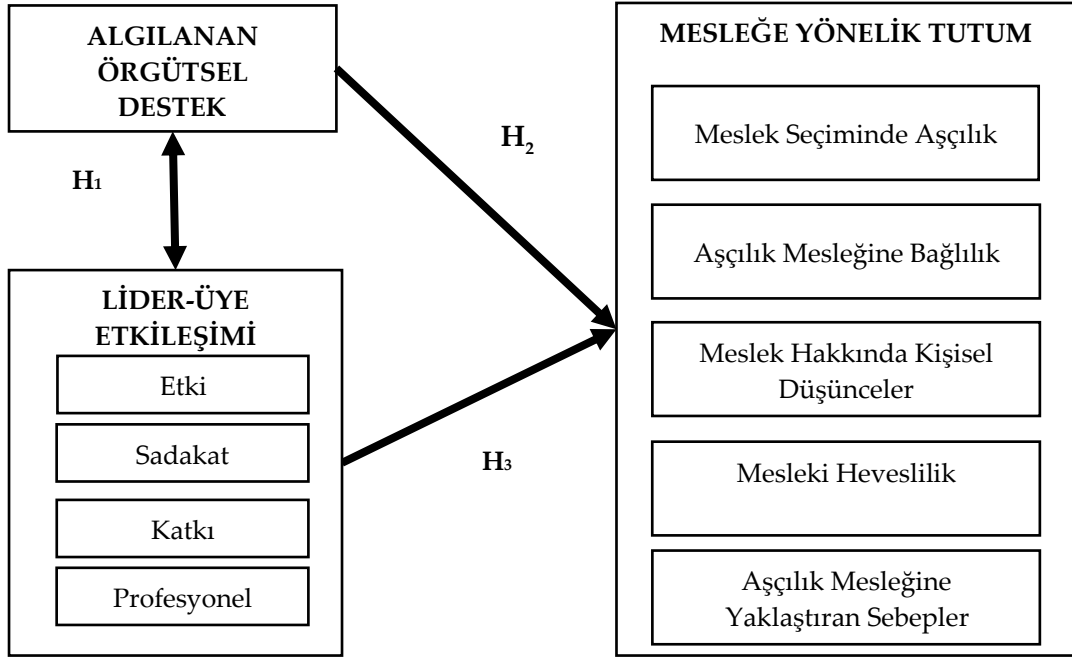 ALGILANAN
ÖRGÜTSEL
DESTEK
H₁
LİDER-ÜYE
ETKİLEŞİMİ
Etki
Sadakat
Katkı
Profesyonel
H₂
H₃
MESLEĞE YÖNELİK TUTUM
Meslek Seçiminde Aşçılık
Aşçılık Mesleğine Bağlılık
Meslek Hakkında Kişisel
Düşünceler
Mesleki Heveslilik
Aşçılık Mesleğine
Yaklaştıran Sebepler